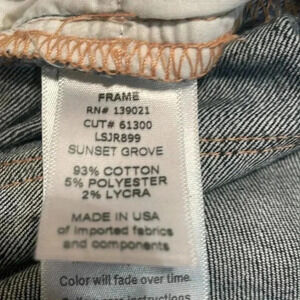 FRAME
RN# 139021
CUT# 61300
LSJR899
SUNSET GROVE
93% COTTON
5% POLYESTER
2% LYCRA
MADE IN USA
of imported fabrics
and components
Color will fade over time.
instructions